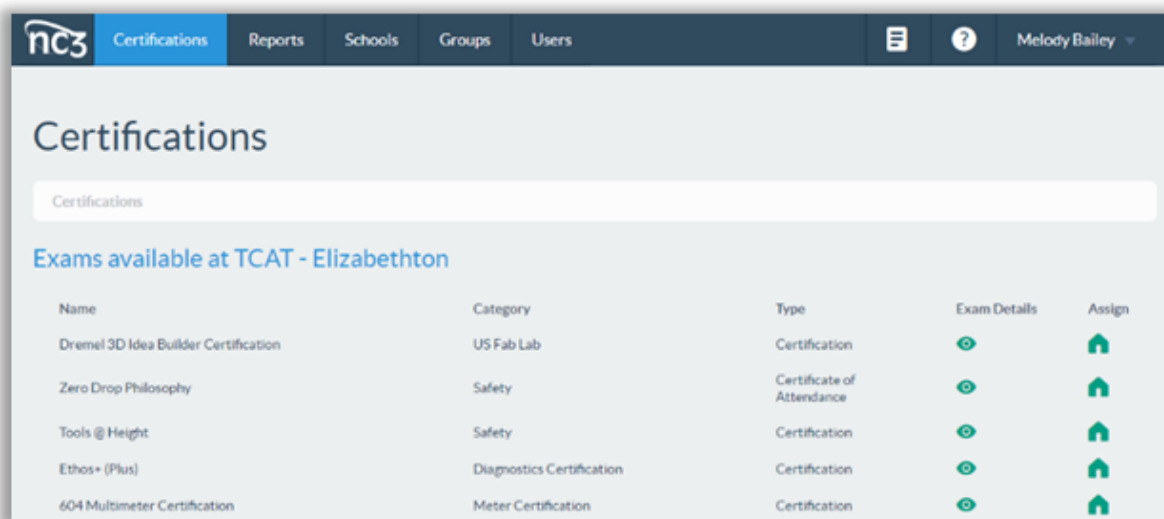 nc3 Certifications Reports Schools Groups Users ? Melody Bailey
Certifications
Certifications
Exams available at TCAT - Elizabethton
Name Category Type Exam Details Assign
Dremel 3D Idea Builder Certification US Fab Lab Certification
Zero Drop Philosophy Safety Certificate of
Attendance
Tools @ Height Safety Certification
Ethos+ (Plus) Diagnostics Certification Certification
604 Multimeter Certification Meter Certification Certification